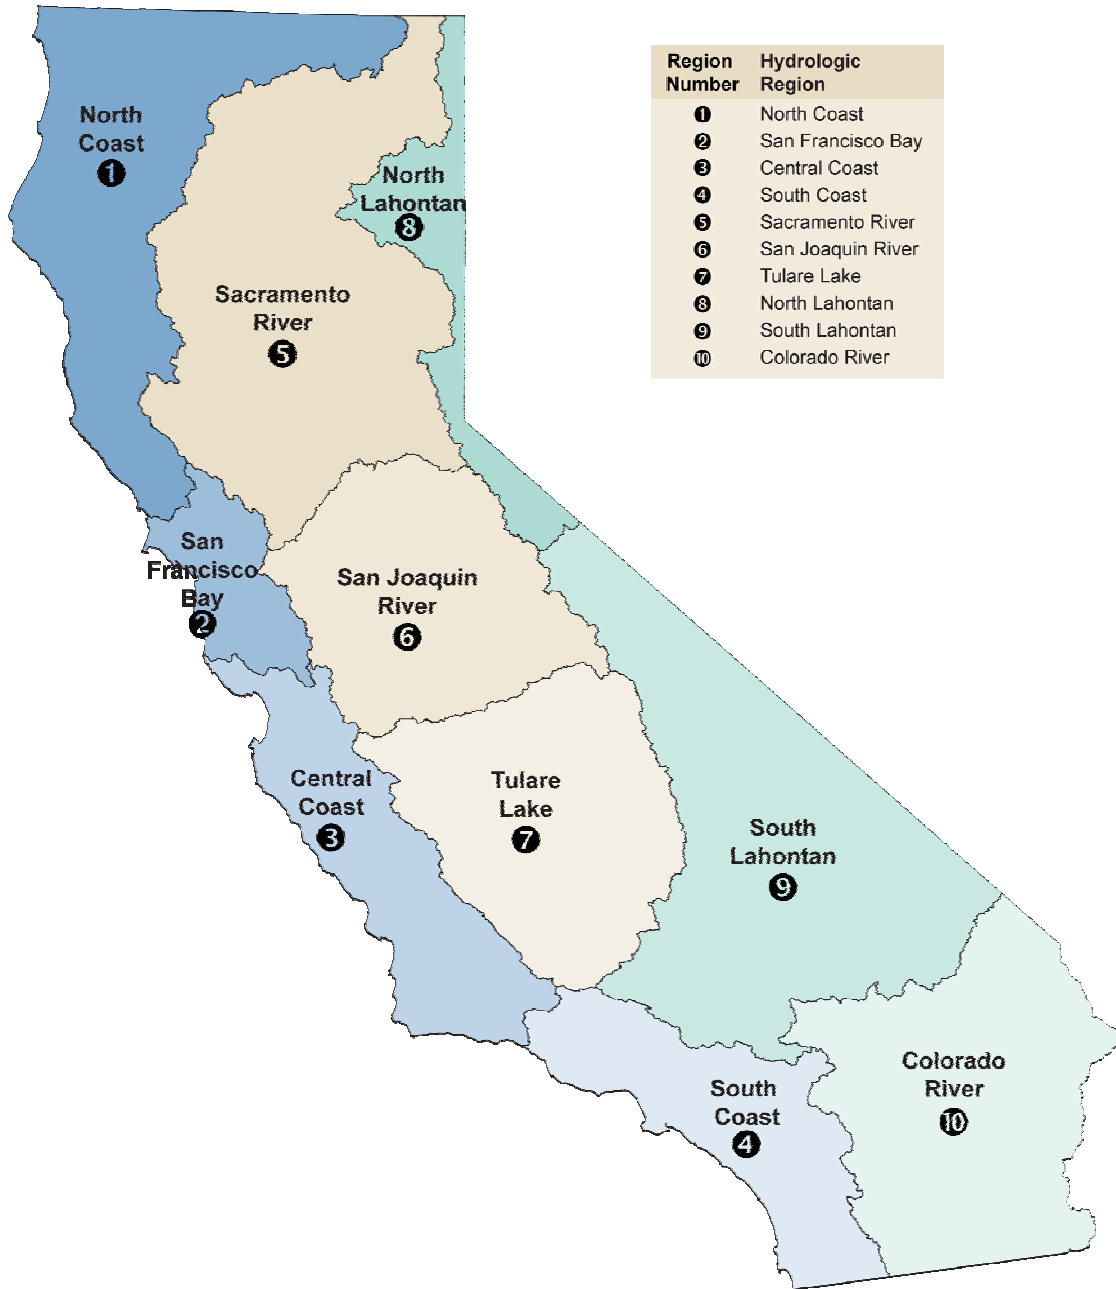 Region Hydrologic
Number Region
1 North Coast
2 San Francisco Bay
3 Central Coast
4 South Coast
5 Sacramento River
6 San Joaquin River
7 Tulare Lake
8 North Lahontan
9 South Lahontan
10 Colorado River
North
Coast
1
North
Lahontan
8
Sacramento
River
5
San
Francisco
Bay
2
San Joaquin
River
6
Central
Coast
3
Tulare
Lake
7
South
Lahontan
9
South
Coast
4
Colorado
River
10